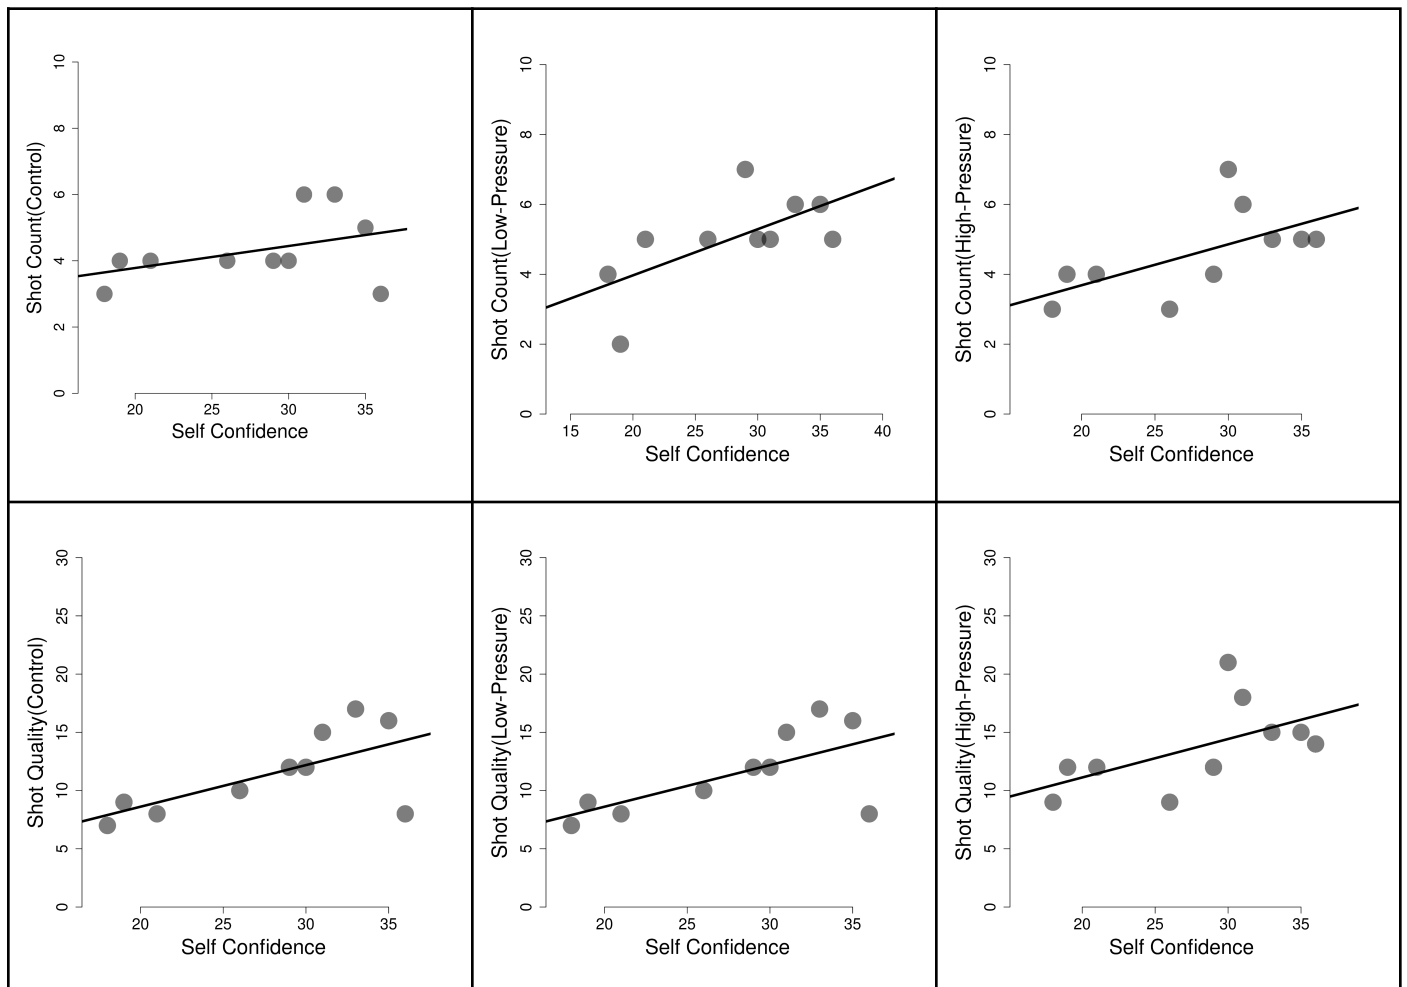 10
8
6
4
2
0
Shot Count(Control)
20 25 30 35
Self Confidence
10
8
6
4
2
0
Shot Count(Low-Pressure)
15 20 25 30 35 40
Self Confidence
10
8
6
4
2
0
Shot Count(High-Pressure)
20 25 30 35
Self Confidence
30
25
20
15
10
5
0
Shot Quality(Control)
20 25 30 35
Self Confidence
30
25
20
15
10
5
0
Shot Quality(Low-Pressure)
20 25 30 35
Self Confidence
30
25
20
15
10
5
0
Shot Quality(High-Pressure)
20 25 30 35
Self Confidence